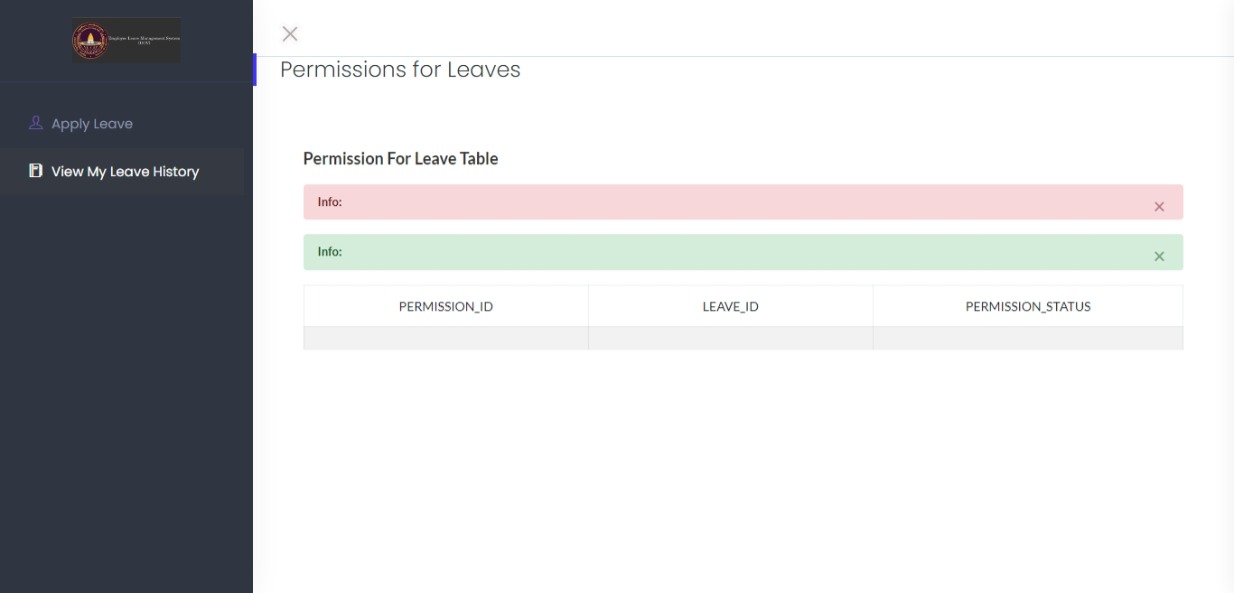 Employee Leave Management System
Apply Leave
View My Leave History
Permissions for Leaves
Permission For Leave Table
Info:
Info:
PERMISSION_ID LEAVE_ID PERMISSION_STATUS